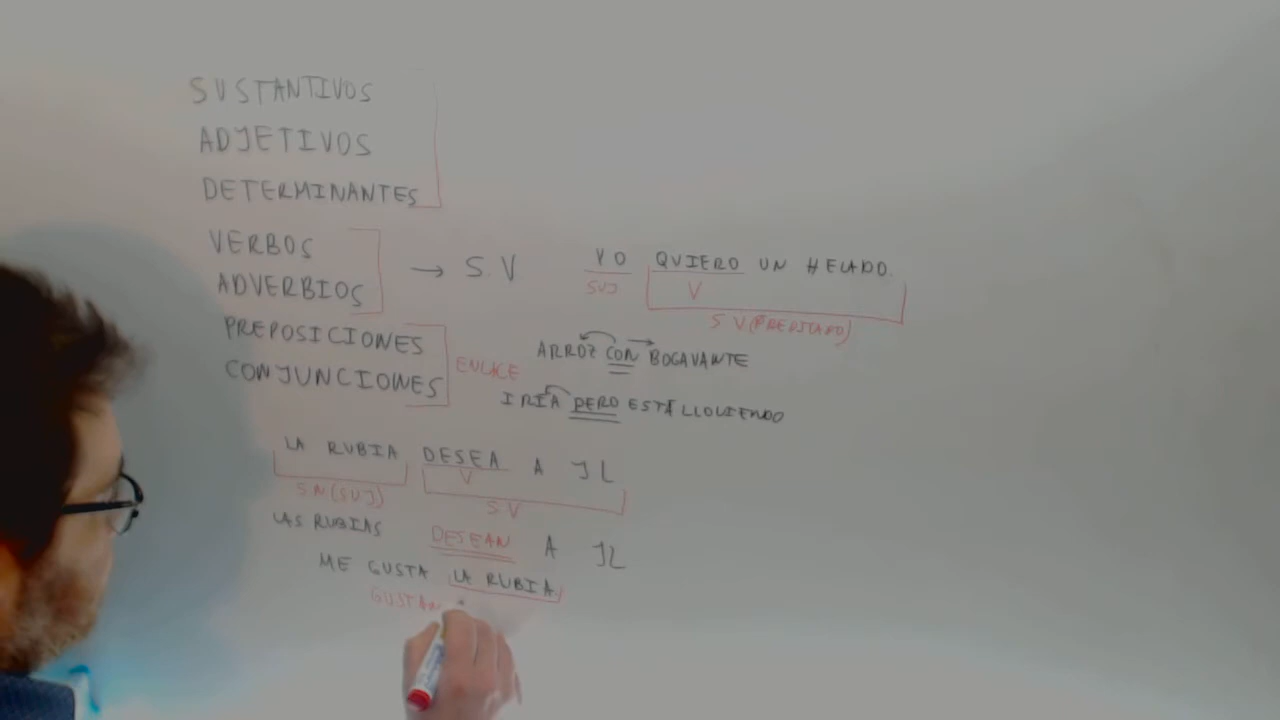 SUSTANTIVOS
ADJETIVOS
DETERMINANTES
VERBOS
ADVERBIOS
→ S.V
YO QUIERO UN HELADO.
SUJ V
S V (PREDICADO)
PREPOSICIONES
CONJUNCIONES
ENLACE
ARROZ CON BOGAVANTE
IRÍA PERO ESTÁ LLOVIENDO
LA RUBIA DESEA A JL
SN (SUJ) V
S V
LAS RUBIAS DESEAN A JL
ME GUSTA LA RUBIA
GUSTAN